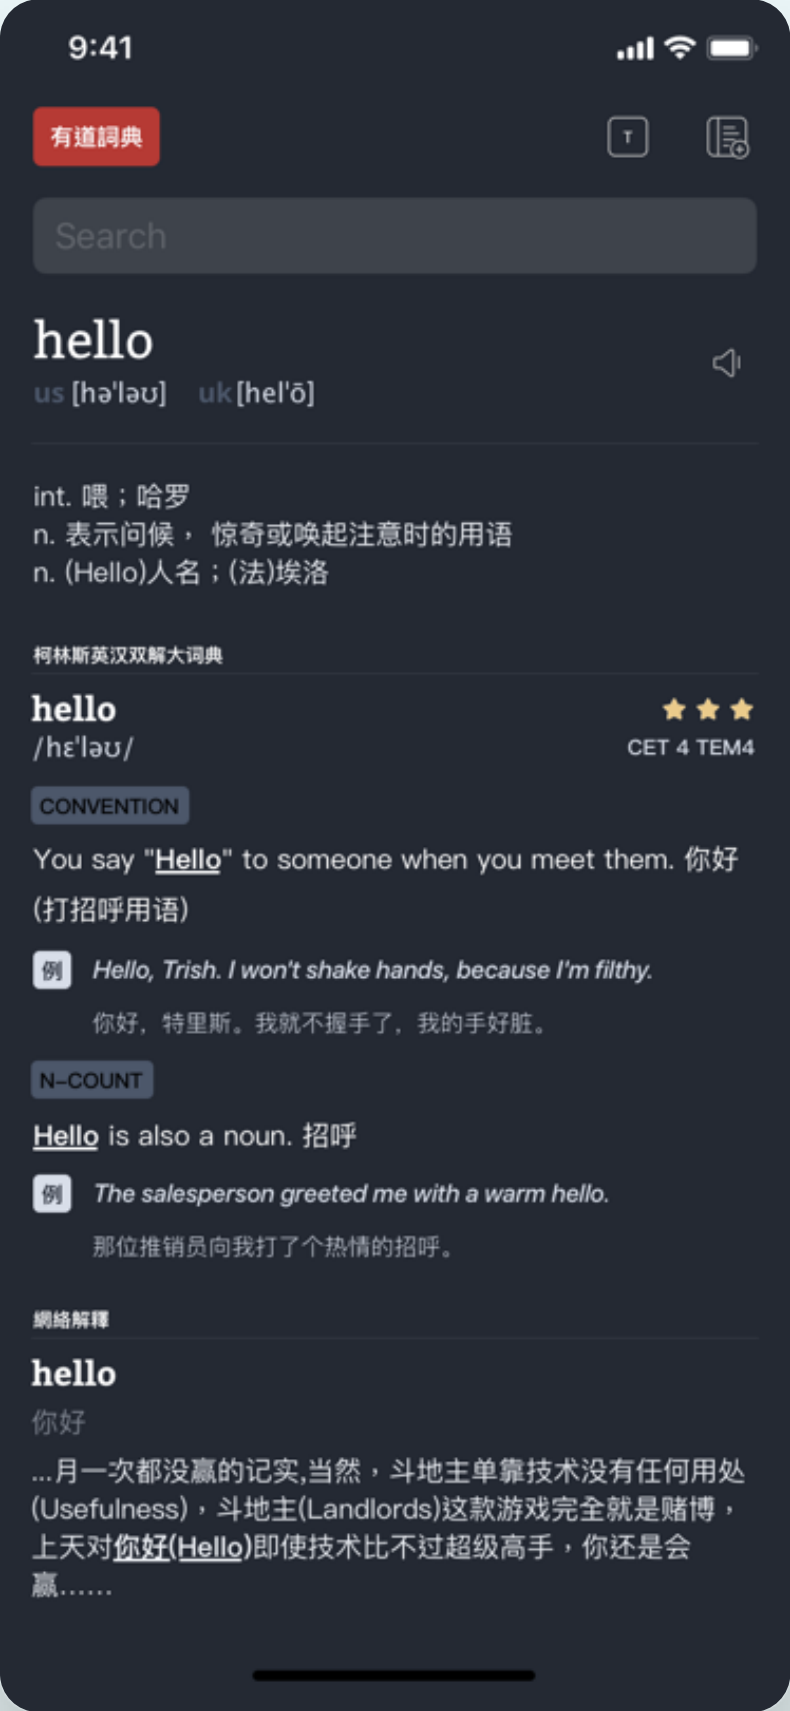 9:41
有道詞典
T
Search
hello
us [hə'ləʊ] uk [hel'ō]
int. 喂；哈罗
n. 表示问候， 惊奇或唤起注意时的用语
n. (Hello)人名；(法)埃洛
柯林斯英汉双解大词典
hello
/hɛ'ləʊ/
CET 4 TEM4
CONVENTION
You say "Hello" to someone when you meet them. 你好
(打招呼用语)
例 Hello, Trish. I won't shake hands, because I'm filthy.
你好，特里斯。我就不握手了，我的手好脏。
N-COUNT
Hello is also a noun. 招呼
例 The salesperson greeted me with a warm hello.
那位推销员向我打了个热情的招呼。
網絡解釋
hello
你好
...月一次都没赢的记实,当然，斗地主单靠技术没有任何用处
(Usefulness)，斗地主(Landlords)这款游戏完全就是赌博，
上天对你好(Hello)即使技术比不过超级高手，你还是会
赢......